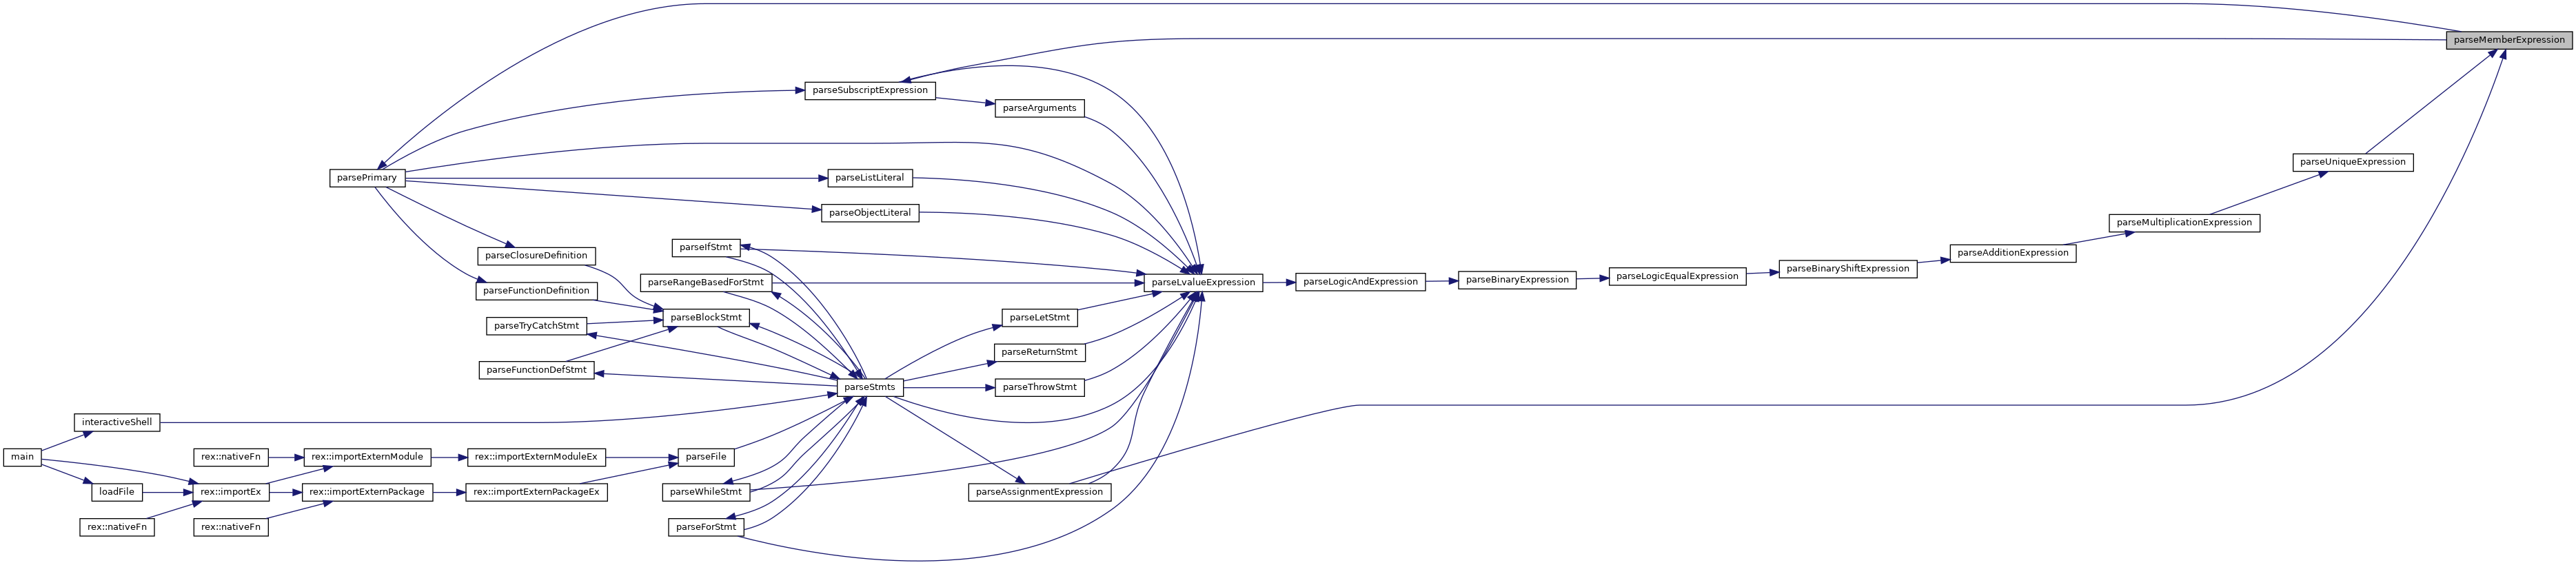 parseMemberExpression
parseSubscriptExpression
parseArguments
parseUniqueExpression
parsePrimary
parseListLiteral
parseObjectLiteral
parseMultiplicationExpression
parseIfStmt
parseClosureDefinition
parseAdditionExpression
parseBinaryShiftExpression
parseLogicEqualExpression
parseBinaryExpression
parseLogicAndExpression
parseLvalueExpression
parseRangeBasedForStmt
parseFunctionDefinition
parseBlockStmt
parseLetStmt
parseTryCatchStmt
parseReturnStmt
parseFunctionDefStmt
parseStmts
parseThrowStmt
interactiveShell
main
rex::nativeFn
rex::importExternModule
rex::importExternModuleEx
parseFile
loadFile
rex::importEx
rex::importExternPackage
rex::importExternPackageEx
parseWhileStmt
parseAssignmentExpression
rex::nativeFn
rex::nativeFn
parseForStmt